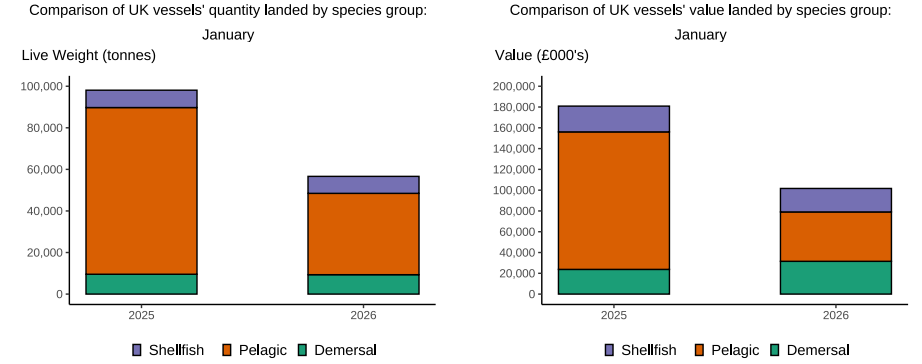 Comparison of UK vessels' quantity landed by species group:
January
Live Weight (tonnes)
100,000
80,000
60,000
40,000
20,000
0
2025 2026
Shellfish Pelagic Demersal
Comparison of UK vessels' value landed by species group:
January
Value (£000's)
200,000
180,000
160,000
140,000
120,000
100,000
80,000
60,000
40,000
20,000
0
2025 2026
Shellfish Pelagic Demersal